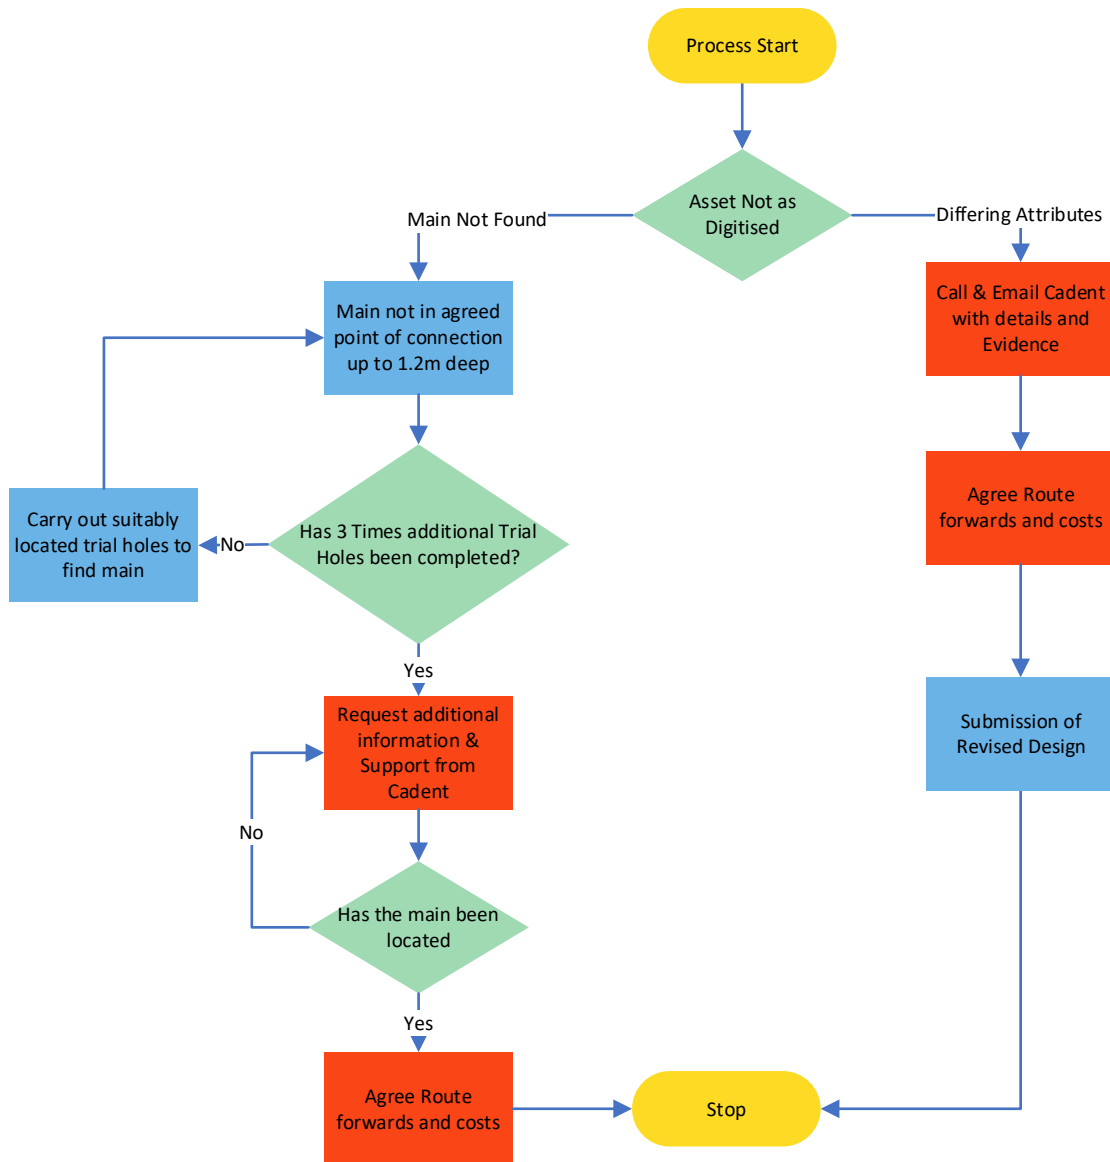 Process Start
Asset Not as
Digitised
Main Not Found
Differing Attributes
Main not in agreed
point of connection
up to 1.2m deep
Call & Email Cadent
with details and
Evidence
Has 3 Times additional Trial
Holes been completed?
No
Carry out suitably
located trial holes to
find main
Agree Route
forwards and costs
Yes
Request additional
information &
Support from
Cadent
Submission of
Revised Design
No
Has the main been
located
Yes
Agree Route
forwards and costs
Stop